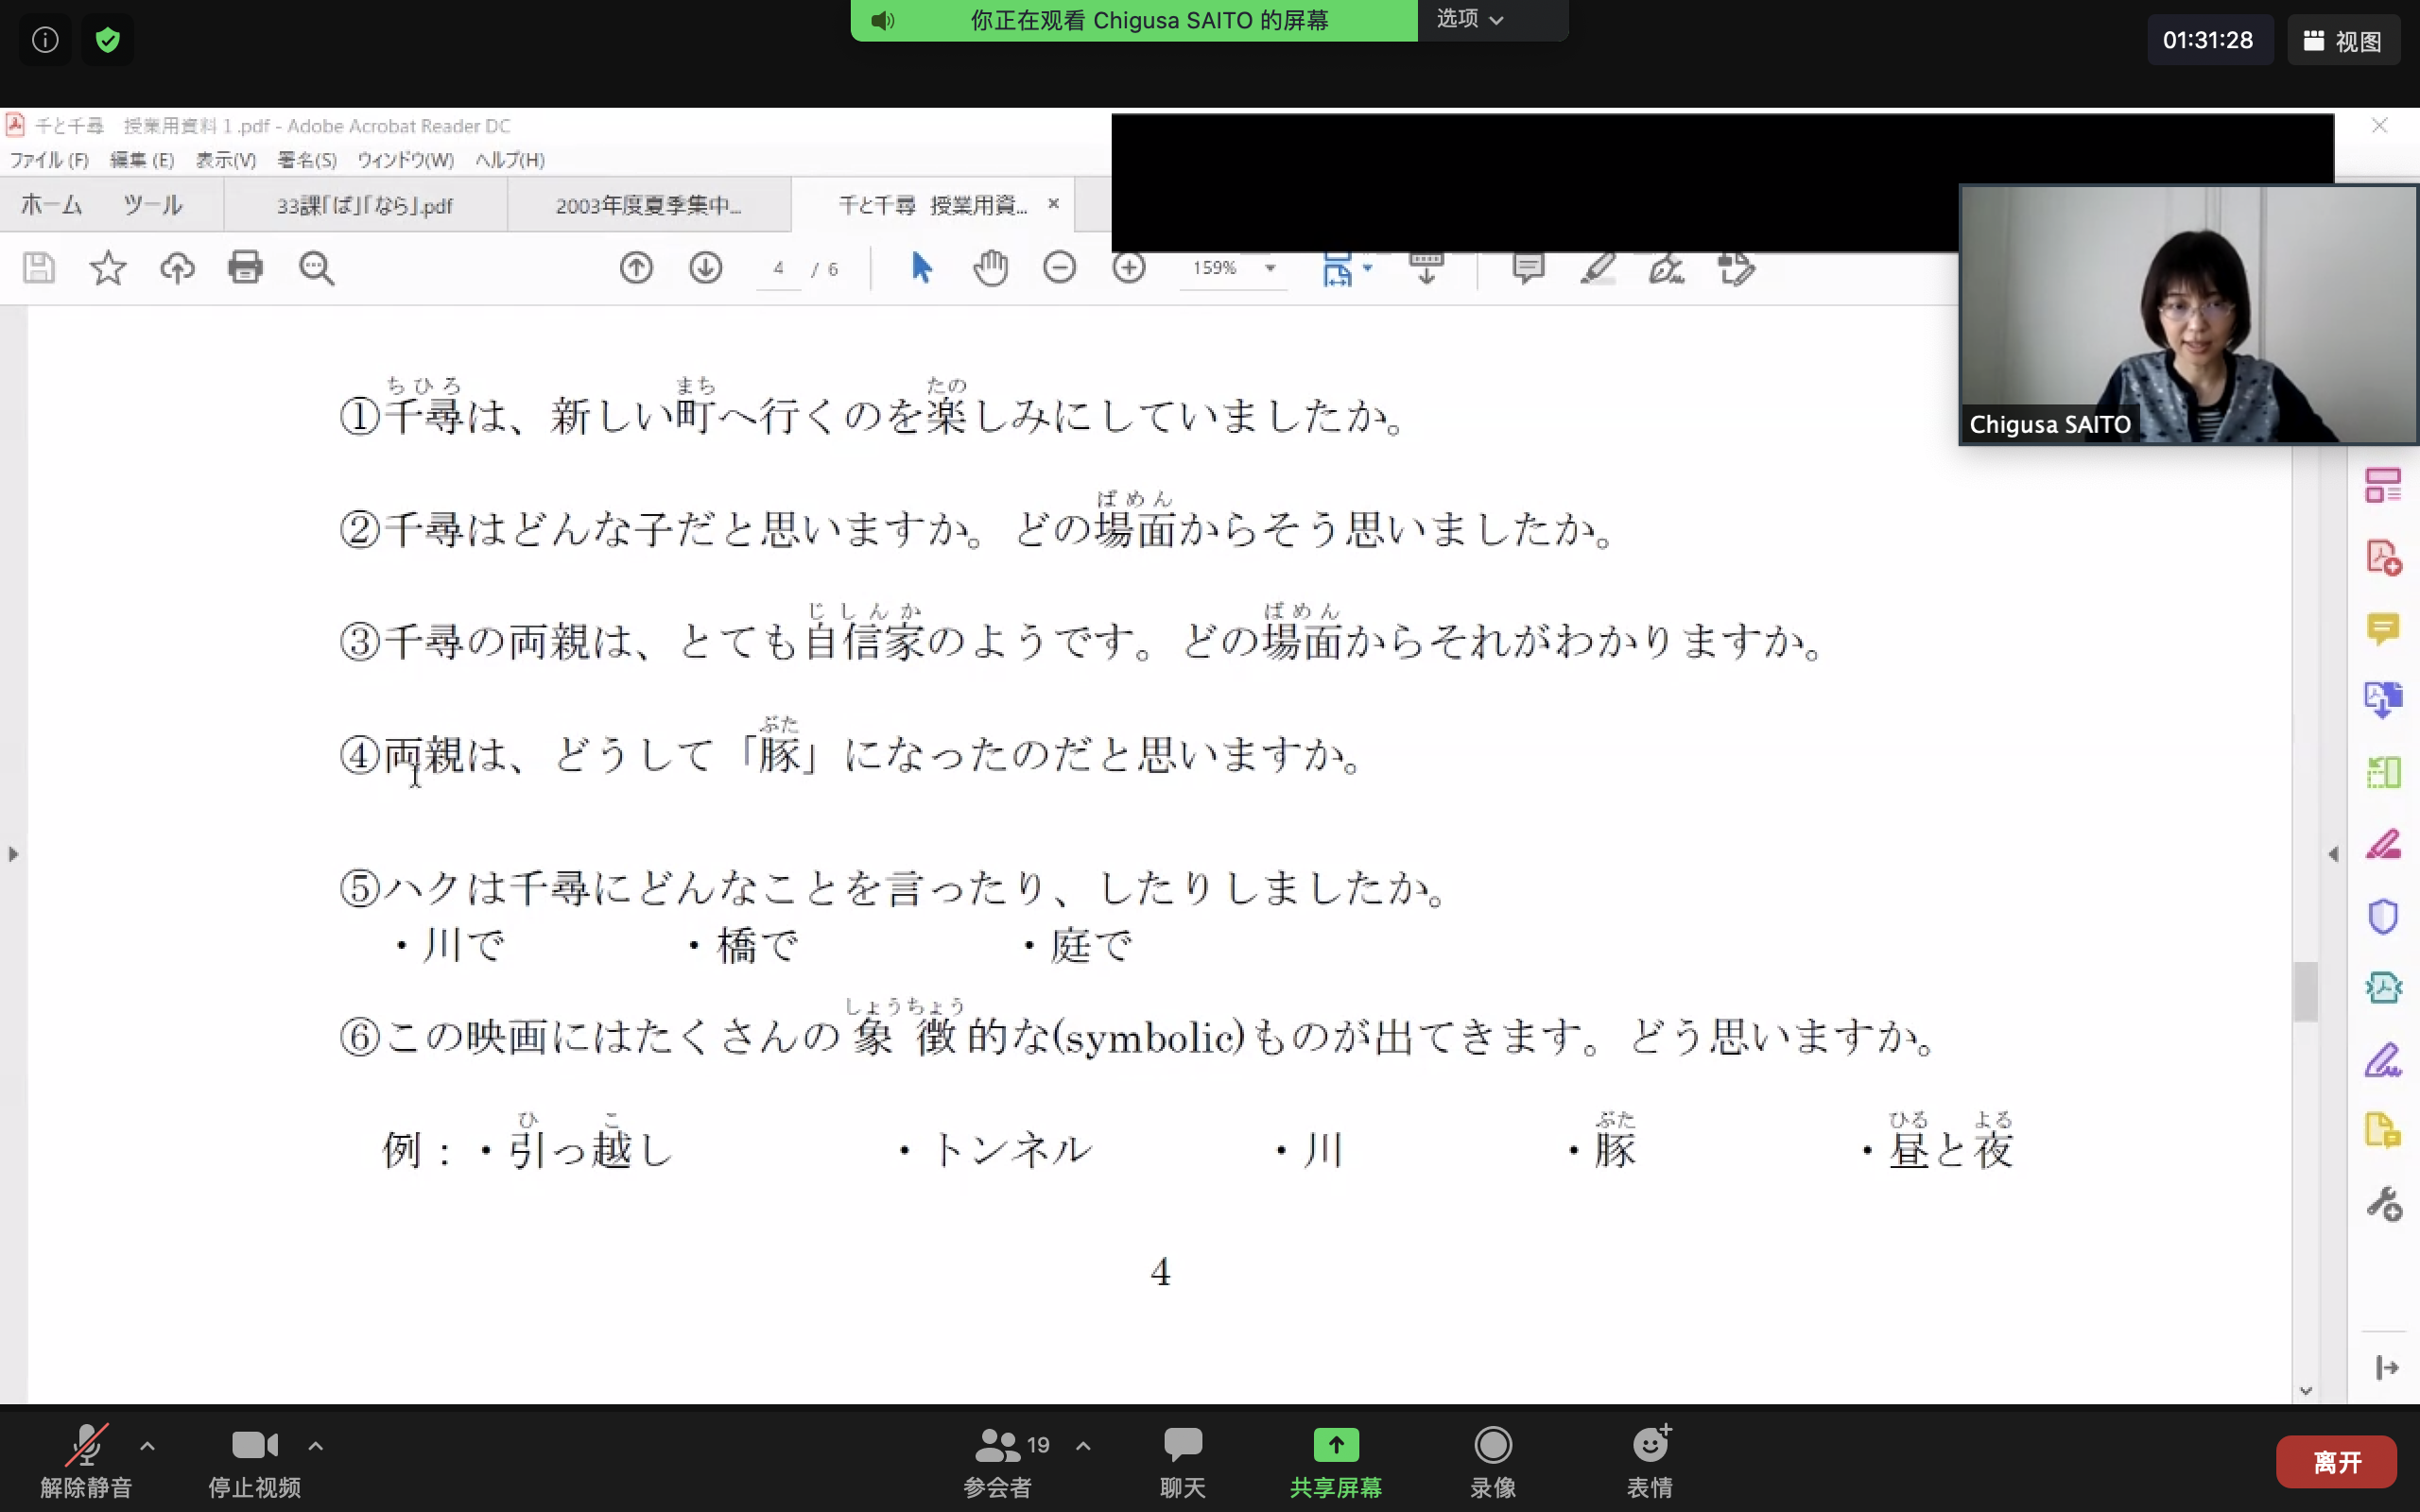 你正在观看 Chigusa SAITO 的屏幕
选项
01:31:28
视图
千と千尋 授業用資料１.pdf - Adobe Acrobat Reader DC
ファイル(F) 編集(E) 表示(V) 署名(S) ウィンドウ(W) ヘルプ(H)
ホーム ツール 33課「ば」「なら」.pdf 2003年度夏季集中... 千と千尋 授業用資... ×
4 / 6 159%
Chigusa SAITO
ちひろ まち たの
①千尋は、新しい町へ行くのを楽しみにしていましたか。
ばめん
②千尋はどんな子だと思いますか。どの場面からそう思いましたか。
じしんか ばめん
③千尋の両親は、とても自信家のようです。どの場面からそれがわかりますか。
ぶた
④両親は、どうして「豚」になったのだと思いますか。
⑤ハクは千尋にどんなことを言ったり、したりしましたか。
・川で ・橋で ・庭で
しょうちょう
⑥この映画にはたくさんの象徴的な(symbolic)ものが出てきます。どう思いますか。
ひ こ ぶた ひる よる
例：・引っ越し ・トンネル ・川 ・豚 ・昼と夜
4
解除静音 停止视频 参会者 19 聊天 共享屏幕 录像 表情 离开